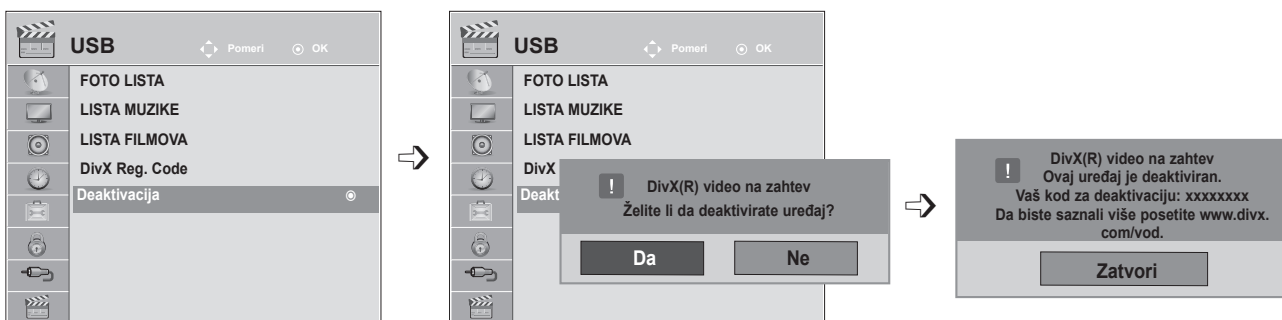 USB
Pomeri
OK
FOTO LISTA
LISTA MUZIKE
LISTA FILMOVA
DivX Reg. Code
Deaktivacija
USB
Pomeri
OK
FOTO LISTA
LISTA MUZIKE
LISTA FILMOVA
DivX
Deakt
!
DivX(R) video na zahtev
Želite li da deaktivirate uređaj?
Da
Ne
!
DivX(R) video na zahtev
Ovaj uređaj je deaktiviran.
Vaš kod za deaktivaciju: xxxxxxxx
Da biste saznali više posetite www.divx.
com/vod.
Zatvori